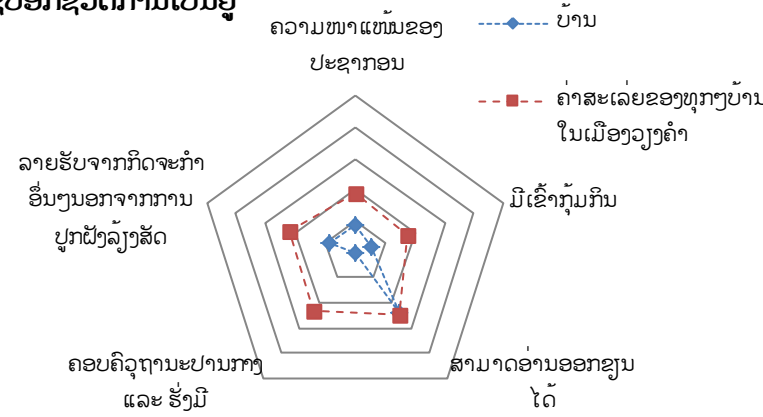 ຄວາມໜາແໜ້ນຂອງ
ປະຊາກອນ
ບ້ານ
ຄ່າສະເລ່ຍຂອງທຸກໆບ້ານ
ໃນເມືອງວຽງຄຳ
ລາຍຮັບຈາກກິດຈະກຳ
ອຶ່ນໆນອກຈາກການ
ປູກຝັງລ້ຽງສັດ
ມີເຂົ້າກຸ້ມກິນ
ຄອບຄົວຖານະປານກາງ
ແລະ ຮັ່ງມີ
ສາມາດອ່ານອອກຂຽນ
ໄດ້